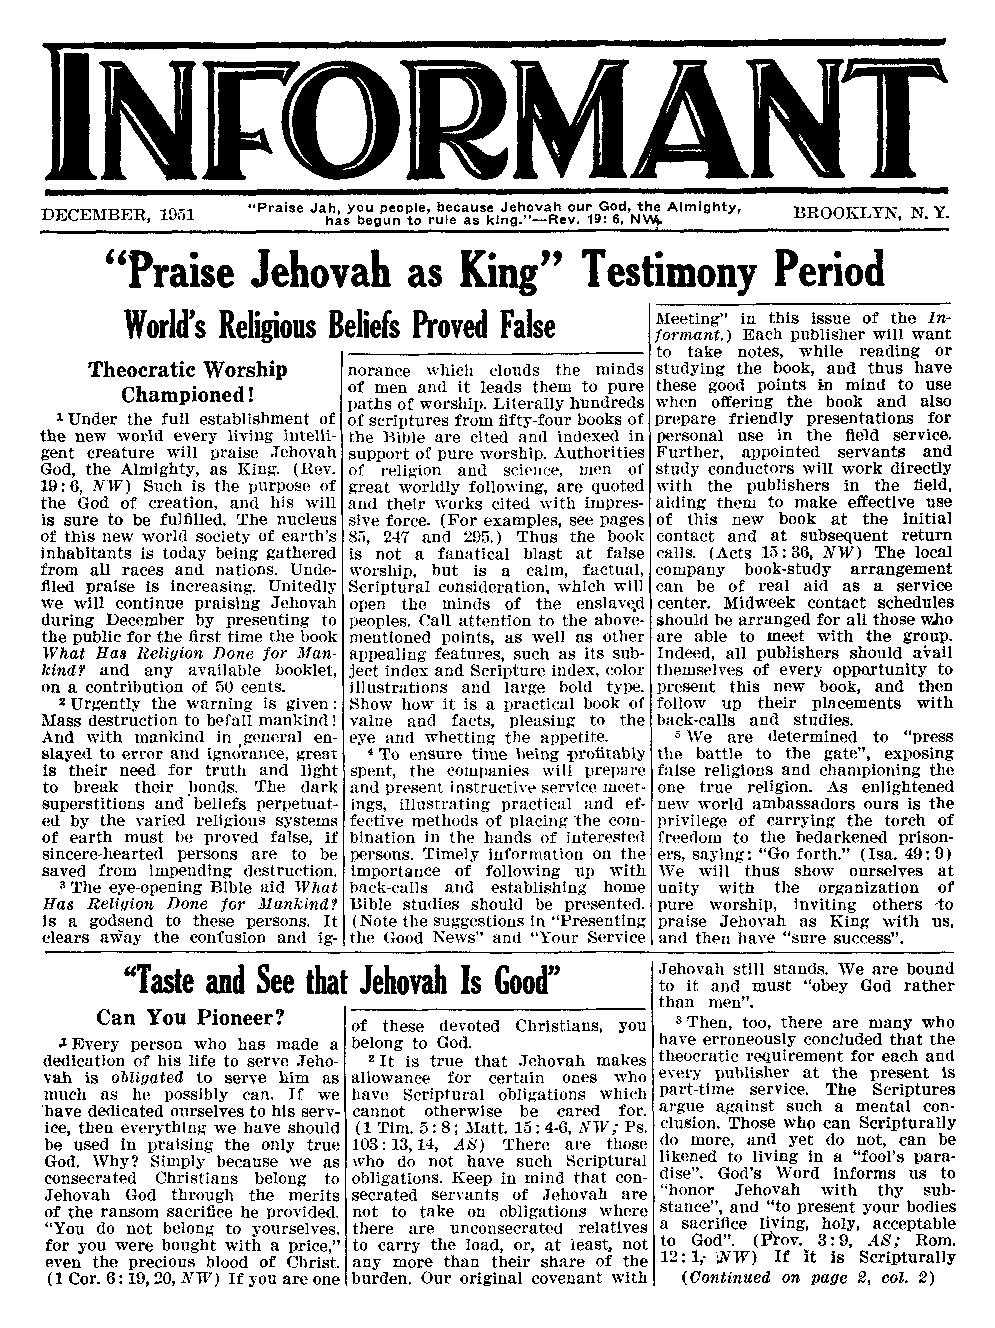 INFORMANT
DECEMBER, 1951
"Praise Jah, you people, because Jehovah our God, the Almighty,
has begun to rule as king."—Rev. 19:6, NW.
BROOKLYN, N. Y.
"Praise Jehovah as King" Testimony Period
World's Religious Beliefs Proved False
Theocratic Worship
Championed!
1 Under the full establishment of
the new world every living intelli-
gent creature will praise Jehovah
God, the Almighty, as King. (Rev.
19:6, NW) Such is the purpose of
the God of creation, and his will
is sure to be fulfilled. The nucleus
of this new world society of earth's
inhabitants is today being gathered
from all races and nations. Unde-
filed praise is increasing. Unitedly
we will continue praising Jehovah
during December by presenting to
the public for the first time the book
What Has Religion Done for Man-
kind? and any available booklet,
on a contribution of 50 cents.
2 Urgently the warning is given:
Mass destruction to befall mankind!
And with mankind in general en-
slaved to error and ignorance, great
is their need for truth and light
to break their bonds. The dark
superstitions and beliefs perpetuat-
ed by the varied religious systems
of earth must be proved false, if
sincere-hearted persons are to be
saved from impending destruction.
3 The eye-opening Bible aid What
Has Religion Done for Mankind?
is a godsend to these persons. It
clears away the confusion and ig-
norance which clouds the minds
of men and it leads them to pure
paths of worship. Literally hundreds
of scriptures from fifty-four books of
the Bible are cited and indexed in
support of pure worship. Authorities
of religion and science, men of
great worldly following, are quoted
and their works cited with impres-
sive force. (For examples, see pages
85, 247 and 295.) Thus the book
is not a fanatical blast at false
worship, but is a calm, factual,
Scriptural consideration, which will
open the minds of the enslaved
peoples. Call attention to the above-
mentioned points, as well as other
appealing features, such as its sub-
ject index and Scripture index, color
illustrations and large bold type.
Show how it is a practical book of
value and facts, pleasing to the
eye and whetting the appetite.
4 To ensure time being profitably
spent, the companies will prepare
and present instructive service meet-
ings, illustrating practical and ef-
fective methods of placing the com-
bination in the hands of interested
persons. Timely information on the
importance of following up with
back-calls and establishing home
Bible studies should be presented.
(Note the suggestions in "Presenting
the Good News" and "Your Service
Meeting" in this issue of the In-
formant.) Each publisher will want
to take notes, while reading or
studying the book, and thus have
these good points in mind to use
when offering the book and also
prepare friendly presentations for
personal use in the field service.
Further, appointed servants and
study conductors will work directly
with the publishers in the field,
aiding them to make effective use
of this new book at the initial
contact and at subsequent return
calls. (Acts 15:36, NW) The local
company book-study arrangement
can be of real aid as a service
center. Midweek contact schedules
should be arranged for all those who
are able to meet with the group.
Indeed, all publishers should avail
themselves of every opportunity to
present this new book, and then
follow up their placements with
back-calls and studies.
5 We are determined to "press
the battle to the gate", exposing
false religions and championing the
one true religion. As enlightened
new world ambassadors ours is the
privilege of carrying the torch of
freedom to the bedarkened prison-
ers, saying: "Go forth." (Isa. 49:9)
We will thus show ourselves at
unity with the organization of
pure worship, inviting others to
praise Jehovah as King with us,
and then have "sure success".
"Taste and See that Jehovah Is Good"
Can You Pioneer?
1 Every person who has made a
dedication of his life to serve Jeho-
vah is obligated to serve him as
much as he possibly can. If we
have dedicated ourselves to his serv-
ice, then everything we have should
be used in praising the only true
God. Why? Simply because we as
consecrated Christians belong to
Jehovah God through the merits
of the ransom sacrifice he provided.
"You do not belong to yourselves,
for you were bought with a price,"
even the precious blood of Christ.
(1 Cor. 6:19, 20, NW) If you are one
of these devoted Christians, you
belong to God.
2 It is true that Jehovah makes
allowance for certain ones who
have Scriptural obligations which
cannot otherwise be cared for.
(1 Tim. 5:8; Matt. 15:4-6, NW; Ps.
103:13, 14, AS) There are those
who do not have such Scriptural
obligations. Keep in mind that con-
secrated servants of Jehovah are
not to take on obligations where
there are unconsecrated relatives
to carry the load, or, at least, not
any more than their share of the
burden. Our original covenant with
Jehovah still stands. We are bound
to it and must "obey God rather
than men".
3 Then, too, there are many who
have erroneously concluded that the
theocratic requirement for each and
every publisher at the present is
part-time service. The Scriptures
argue against such a mental con-
clusion. Those who can Scripturally
do more, and yet do not, can be
likened to living in a "fool's para-
dise". God's Word informs us to
"honor Jehovah with thy sub-
stance", and "to present your bodies
a sacrifice living, holy, acceptable
to God". (Prov. 3:9, AS; Rom.
12:1, NW) If it is Scripturally
(Continued on page 2, col. 2)